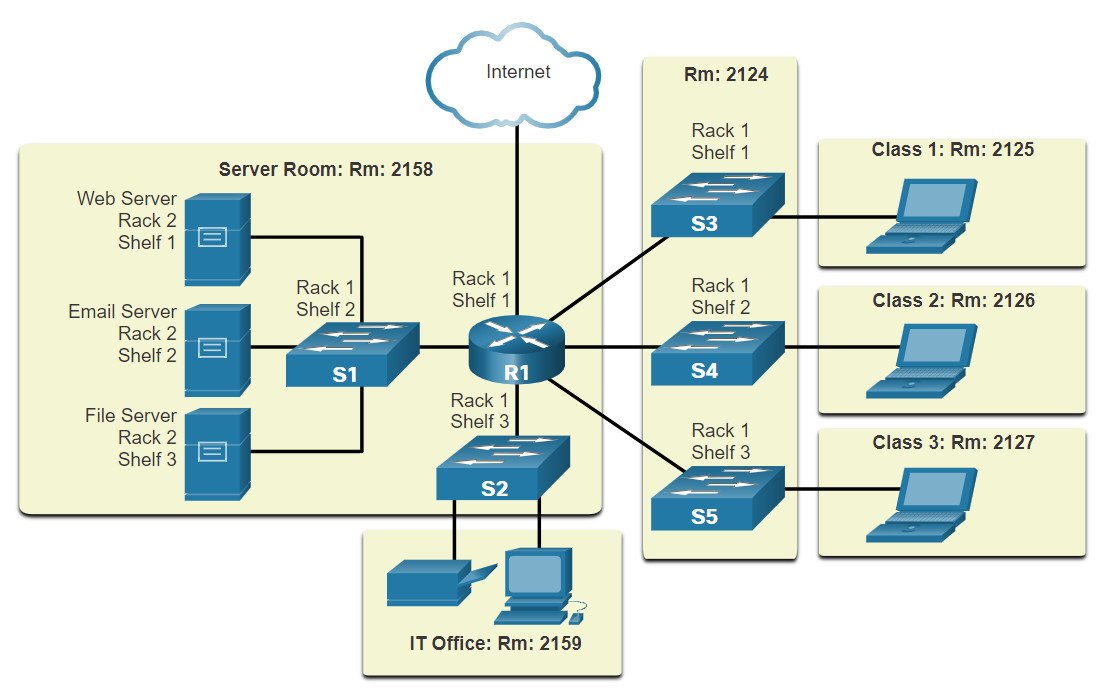 Internet
Server Room: Rm: 2158
Web Server
Rack 2
Shelf 1
Email Server
Rack 2
Shelf 2
File Server
Rack 2
Shelf 3
Rack 1
Shelf 2
S1
Rack 1
Shelf 1
R1
Rack 1
Shelf 3
S2
IT Office: Rm: 2159
Rm: 2124
Rack 1
Shelf 1
S3
Rack 1
Shelf 2
S4
Rack 1
Shelf 3
S5
Class 1: Rm: 2125
Class 2: Rm: 2126
Class 3: Rm: 2127